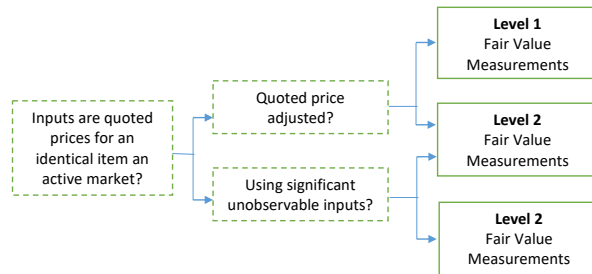 Inputs are quoted
prices for an
identical item an
active market?
Quoted price
adjusted?
Using significant
unobservable inputs?
Level 1
Fair Value
Measurements
Level 2
Fair Value
Measurements
Level 2
Fair Value
Measurements